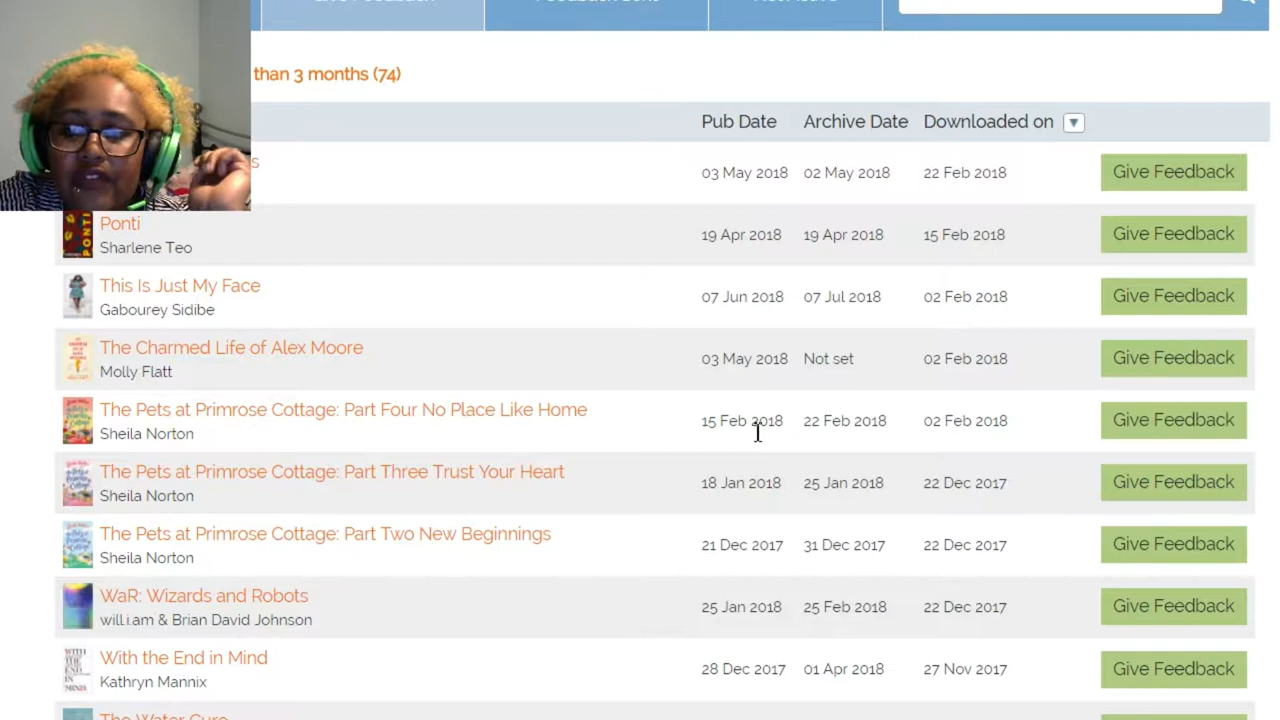 than 3 months (74)
Pub Date Archive Date Downloaded on
s
03 May 2018 02 May 2018 22 Feb 2018 Give Feedback
Ponti
Sharlene Teo
19 Apr 2018 19 Apr 2018 15 Feb 2018 Give Feedback
This Is Just My Face
Gabourey Sidibe
07 Jun 2018 07 Jul 2018 02 Feb 2018 Give Feedback
The Charmed Life of Alex Moore
Molly Flatt
03 May 2018 Not set 02 Feb 2018 Give Feedback
The Pets at Primrose Cottage: Part Four No Place Like Home
Sheila Norton
15 Feb 2018 22 Feb 2018 02 Feb 2018 Give Feedback
The Pets at Primrose Cottage: Part Three Trust Your Heart
Sheila Norton
18 Jan 2018 25 Jan 2018 22 Dec 2017 Give Feedback
The Pets at Primrose Cottage: Part Two New Beginnings
Sheila Norton
21 Dec 2017 31 Dec 2017 22 Dec 2017 Give Feedback
WaR: Wizards and Robots
will.i.am & Brian David Johnson
25 Jan 2018 25 Feb 2018 22 Dec 2017 Give Feedback
With the End in Mind
Kathryn Mannix
28 Dec 2017 01 Apr 2018 27 Nov 2017 Give Feedback
The Water Cure